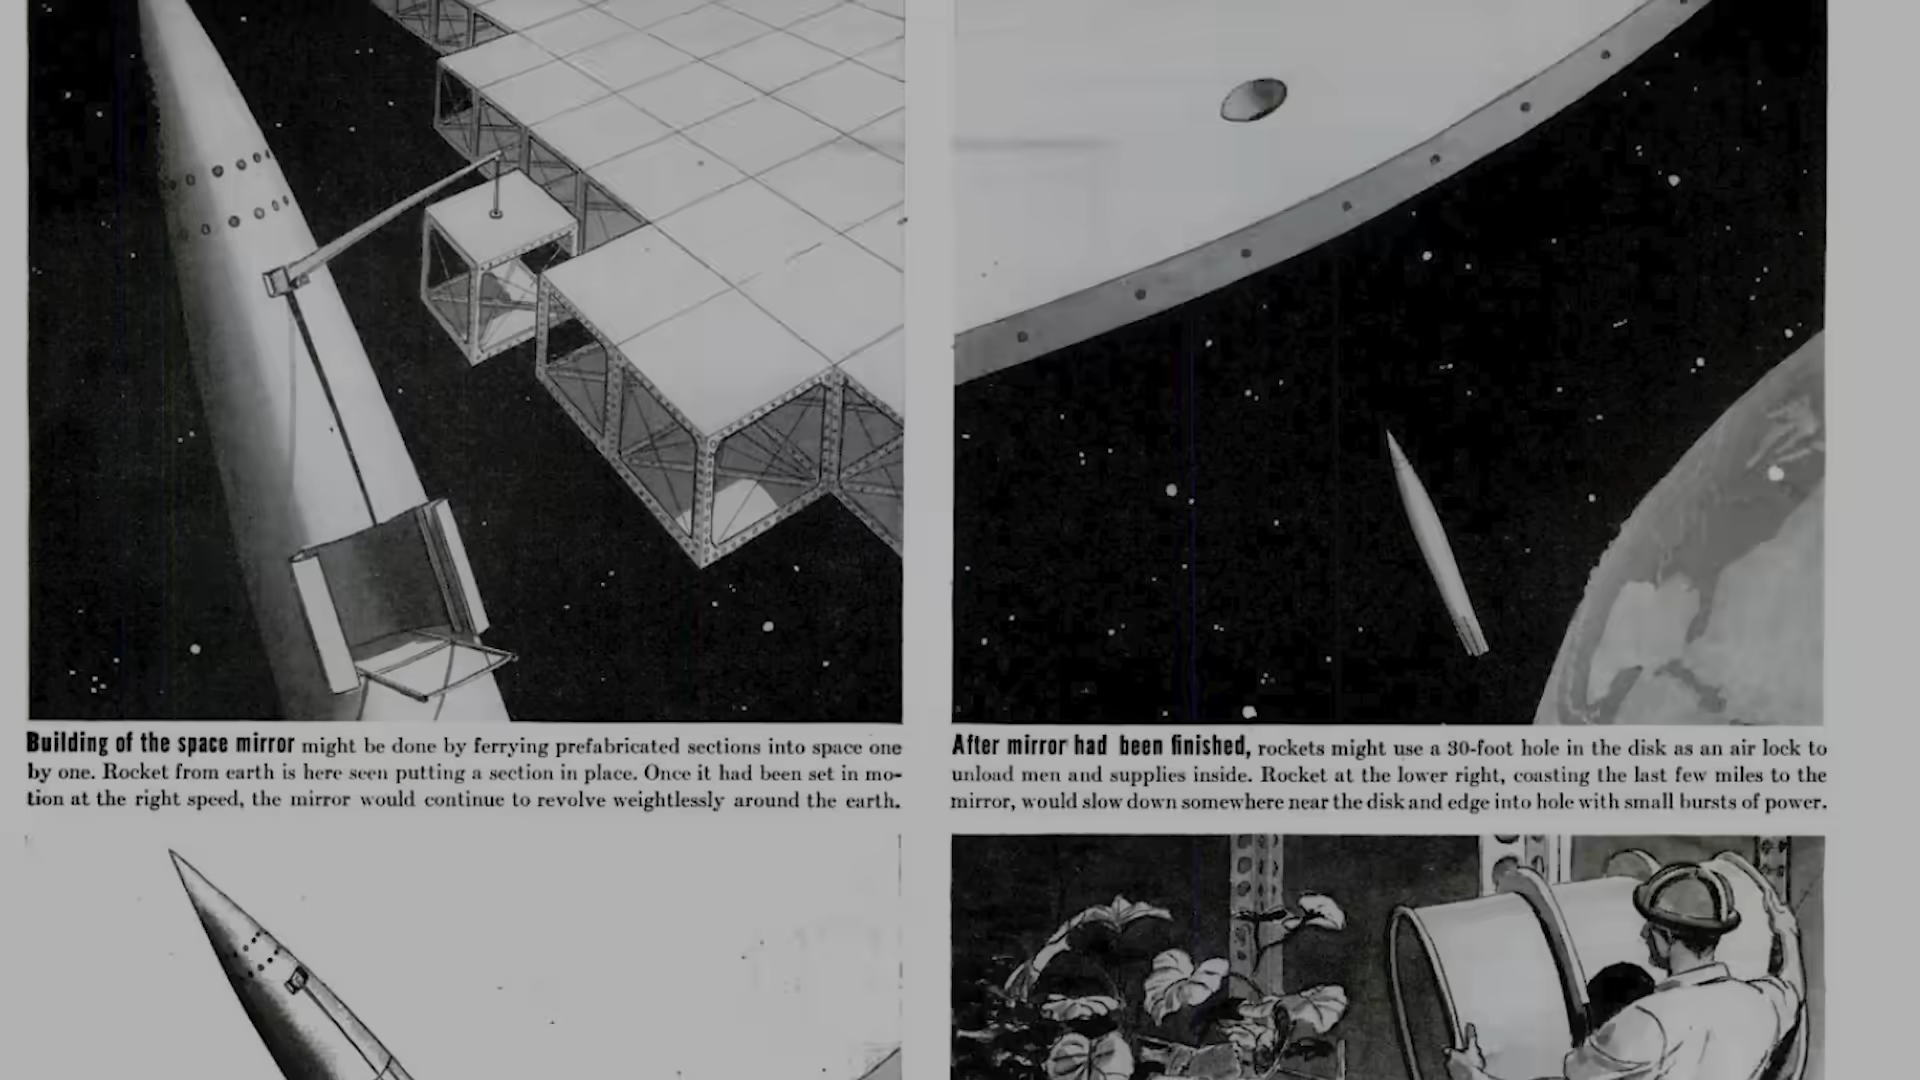 Building of the space mirror might be done by ferrying prefabricated sections into space one
by one. Rocket from earth is here seen putting a section in place. Once it had been set in mo-
tion at the right speed, the mirror would continue to revolve weightlessly around the earth.
After mirror had been finished, rockets might use a 30-foot hole in the disk as an air lock to
unload men and supplies inside. Rocket at the lower right, coasting the last few miles to the
mirror, would slow down somewhere near the disk and edge into hole with small bursts of power.